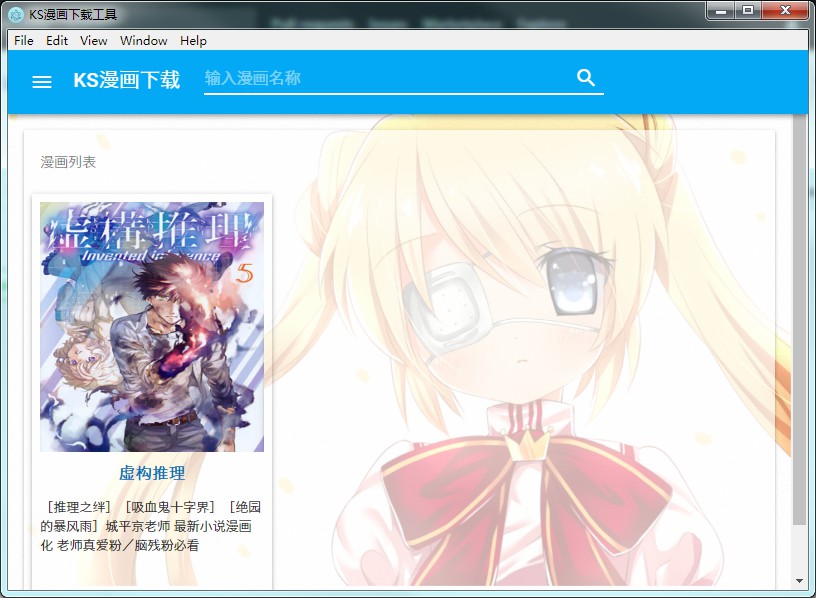 KS漫画下载工具
File Edit View Window Help
KS漫画下载 输入漫画名称
漫画列表
虚構推理
Invented inference
5
虚构推理
［推理之绊］［吸血鬼十字界］［绝园
的暴风雨］城平京老师 最新小说漫画
化 老师真爱粉／脑残粉必看